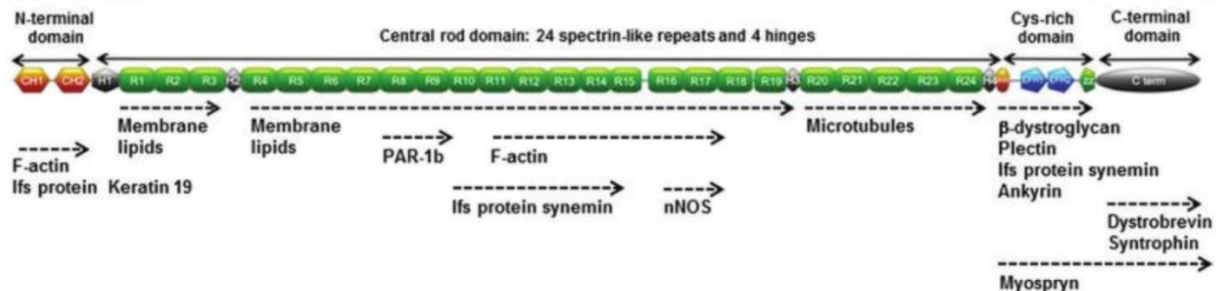 N-terminal
domain
Central rod domain: 24 spectrin-like repeats and 4 hinges
Cys-rich
domain
C-terminal
domain
CH1 CH2 H1 R1 R2 R3 H2 R4 R5 R6 R7 R8 R9 R10 R11 R12 R13 R14 R15 R16 R17 R18 R19 H3 R20 R21 R22 R23 R24 H4 ZZ C term
Membrane
lipids
Membrane
lipids
Microtubules
β-dystroglycan
Plectin
Ifs protein synemin
Ankyrin
PAR-1b
F-actin
F-actin
Ifs protein Keratin 19
Ifs protein synemin
nNOS
Dystrobrevin
Syntrophin
Myospryn